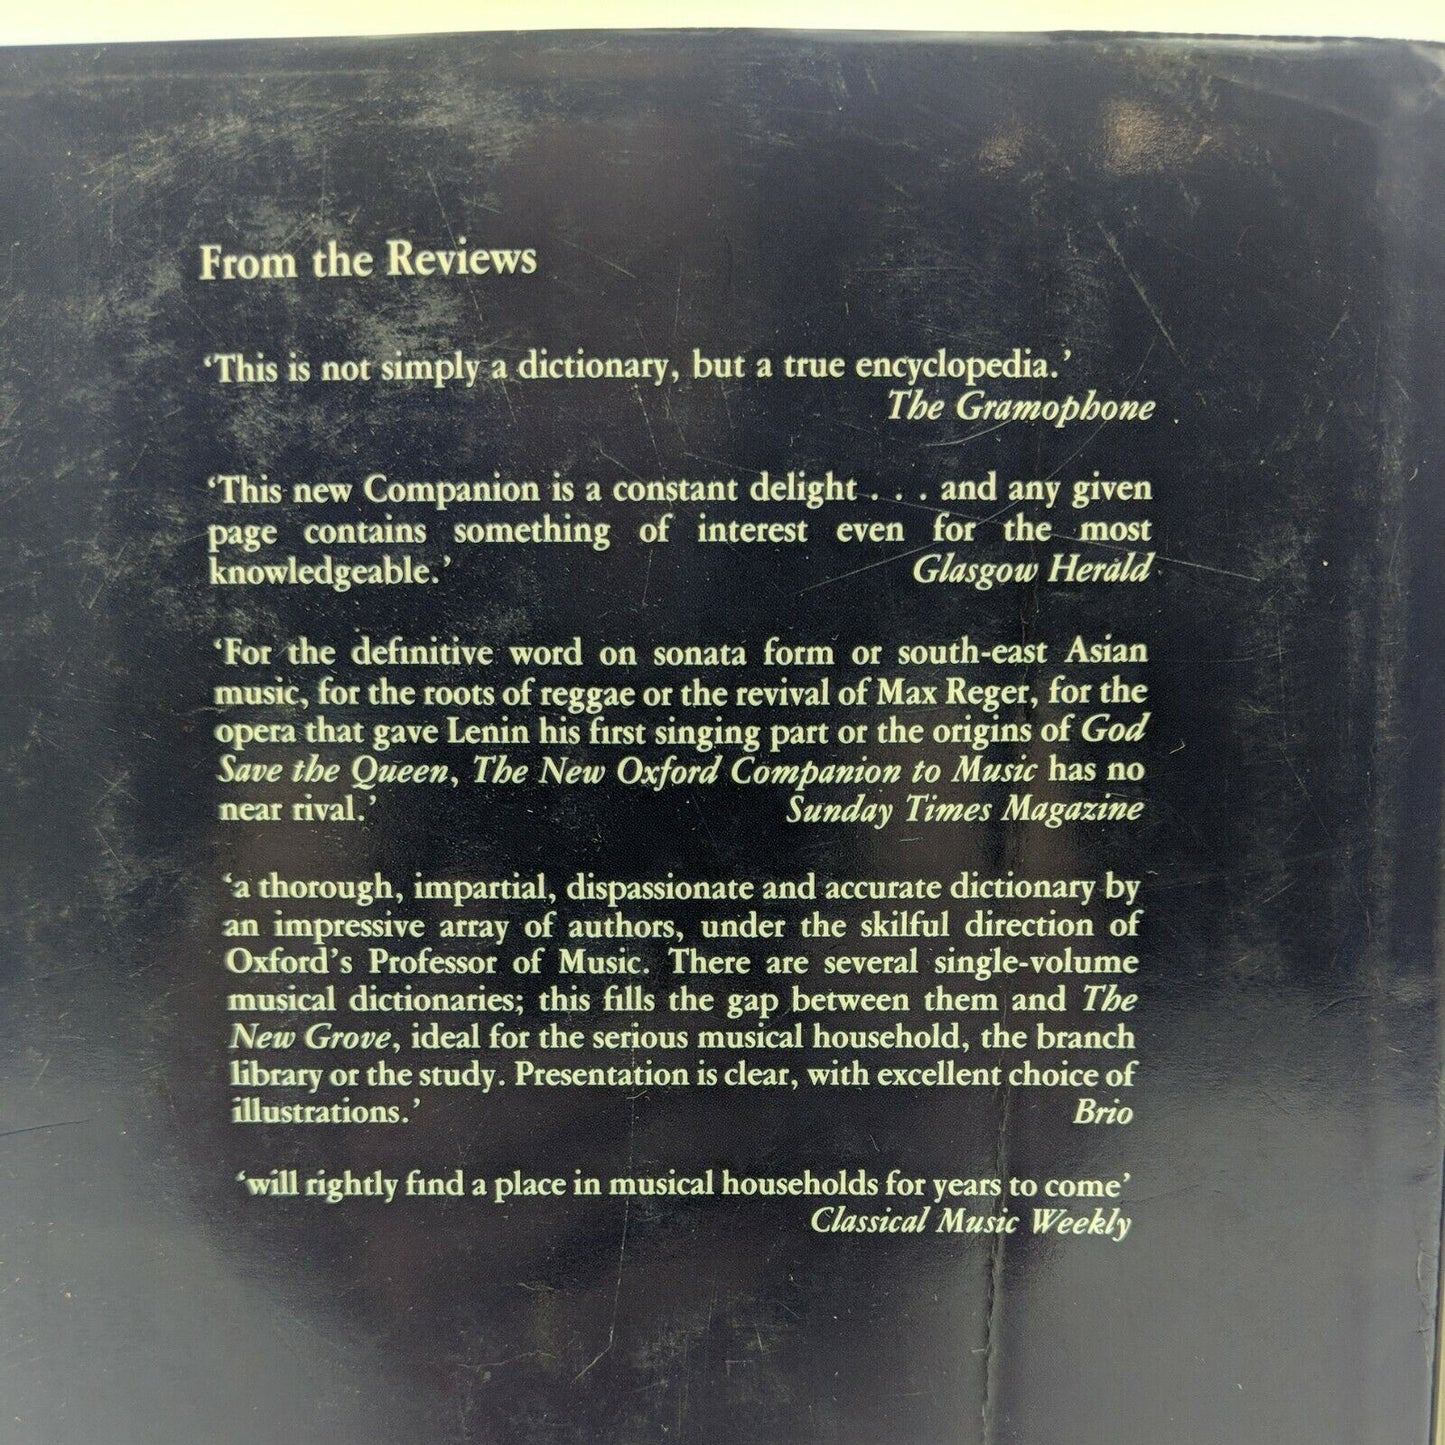 From the Reviews
‘This is not simply a dictionary, but a true encyclopedia.’
The Gramophone
‘This new Companion is a constant delight . . . and any given
page contains something of interest even for the most
knowledgeable.’ Glasgow Herald
‘For the definitive word on sonata form or south-east Asian
music, for the roots of reggae or the revival of Max Reger, for the
opera that gave Lenin his first singing part or the origins of God
Save the Queen, The New Oxford Companion to Music has no
near rival.’ Sunday Times Magazine
‘a thorough, impartial, dispassionate and accurate dictionary by
an impressive array of authors, under the skilful direction of
Oxford’s Professor of Music. There are several single-volume
musical dictionaries; this fills the gap between them and The
New Grove, ideal for the serious musical household, the branch
library or the study. Presentation is clear, with excellent choice of
illustrations.’ Brio
‘will rightly find a place in musical households for years to come’
Classical Music Weekly